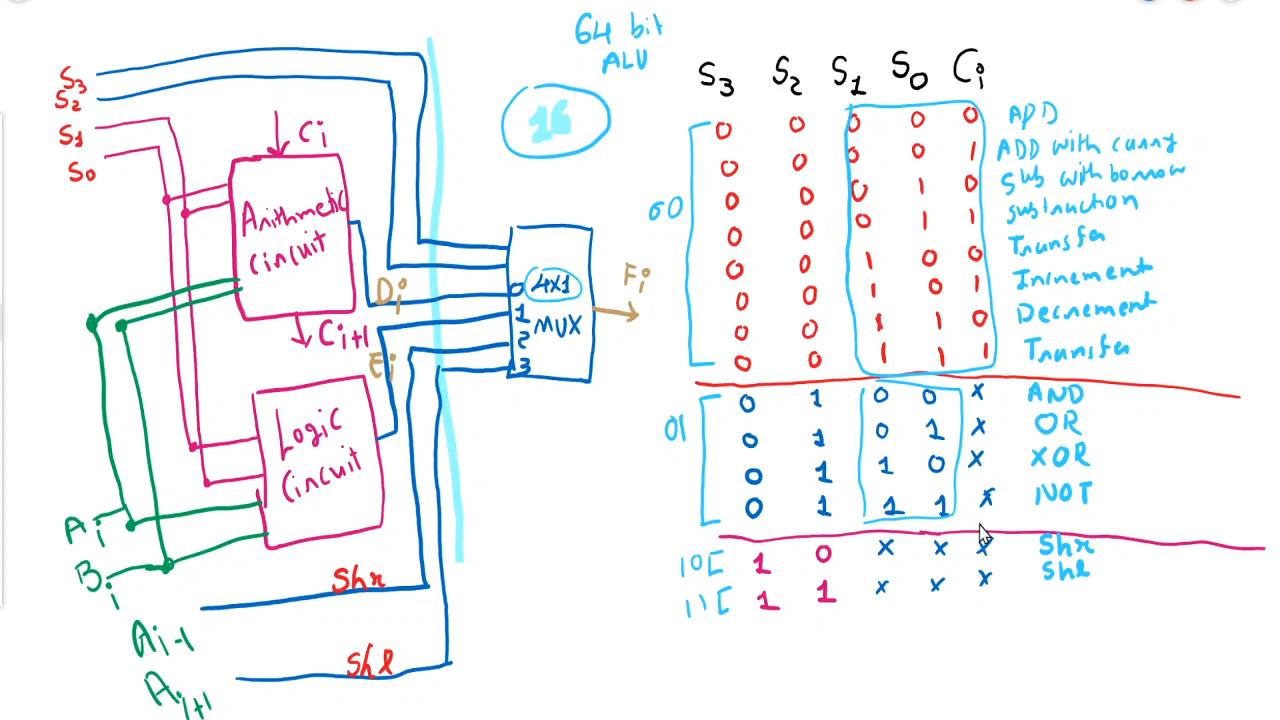 64 bit
ALU
16
S3
S2
S1
S0
Ci
Arithmetic
Circuit
Ci+1
Di
Ei
Logic
Circuit
0 4x1
1 MUX
2
3
Fi
Ai
Bi
Ai-1
Ai+1
Shr
Shl
S3 S2 S1 S0 Ci
00
0 0 0 0 0 ADD
0 0 0 0 1 ADD with carry
0 0 0 1 0 Sub with borrow
0 0 0 1 1 Subtraction
0 0 1 0 0 Transfer
0 0 1 0 1 Increment
0 0 1 1 0 Decrement
0 0 1 1 1 Transfer
01
0 1 0 0 x AND
0 1 0 1 x OR
0 1 1 0 x XOR
0 1 1 1 x NOT
10[ 1 0 x x x Shr
11[ 1 1 x x x Shl